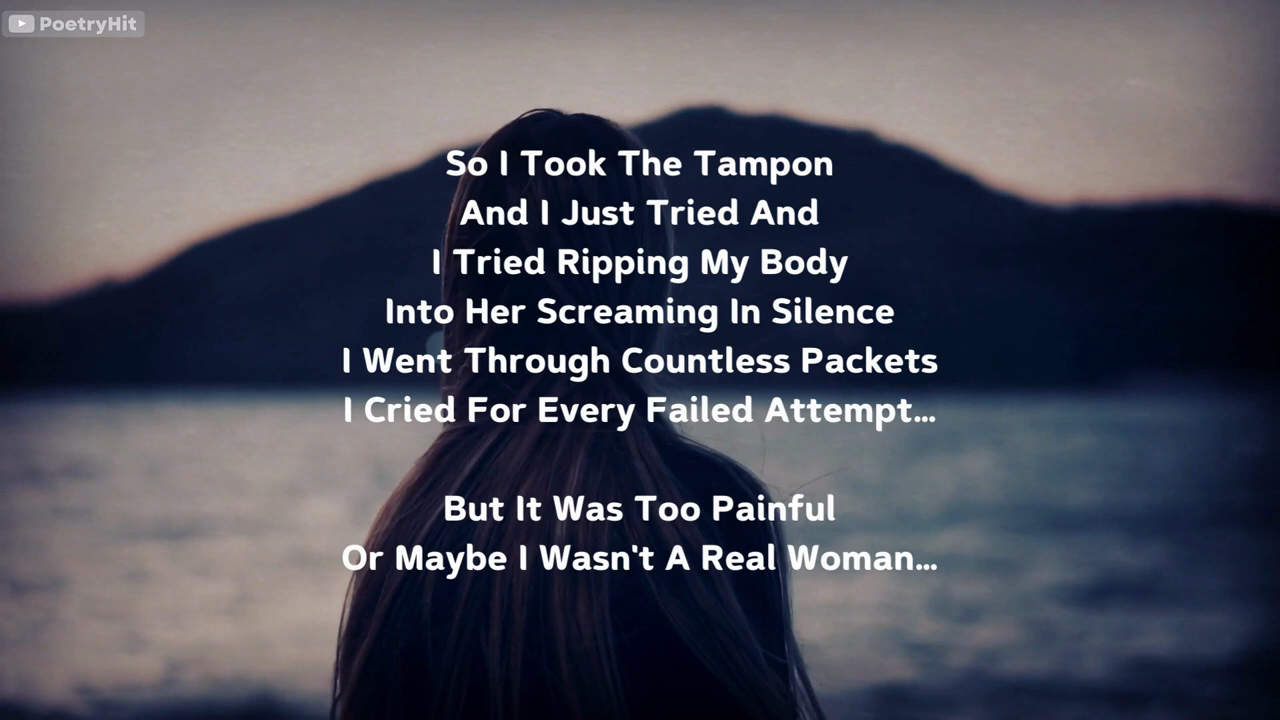 PoetryHit
So I Took The Tampon
And I Just Tried And
I Tried Ripping My Body
Into Her Screaming In Silence
I Went Through Countless Packets
I Cried For Every Failed Attempt...
But It Was Too Painful
Or Maybe I Wasn't A Real Woman...